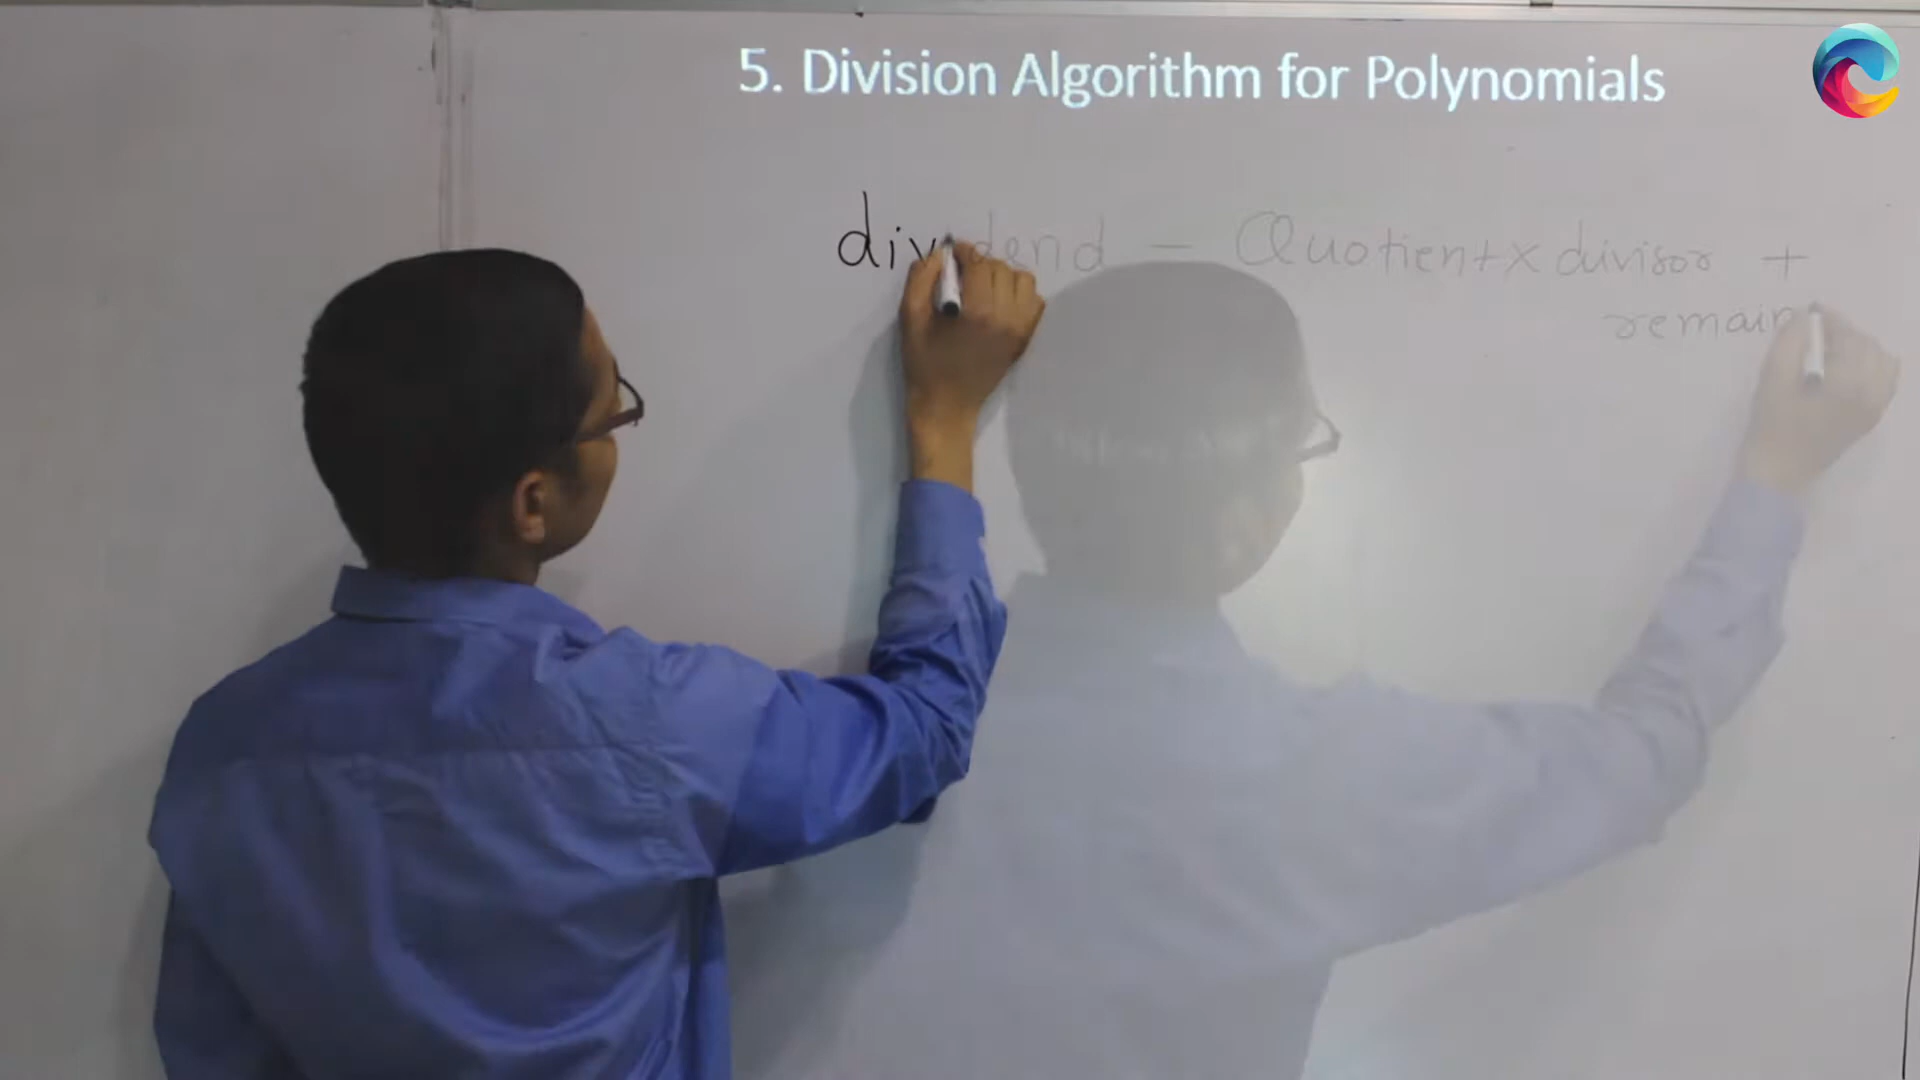 5. Division Algorithm for Polynomials
dividend = Quotient x divisor +
remain